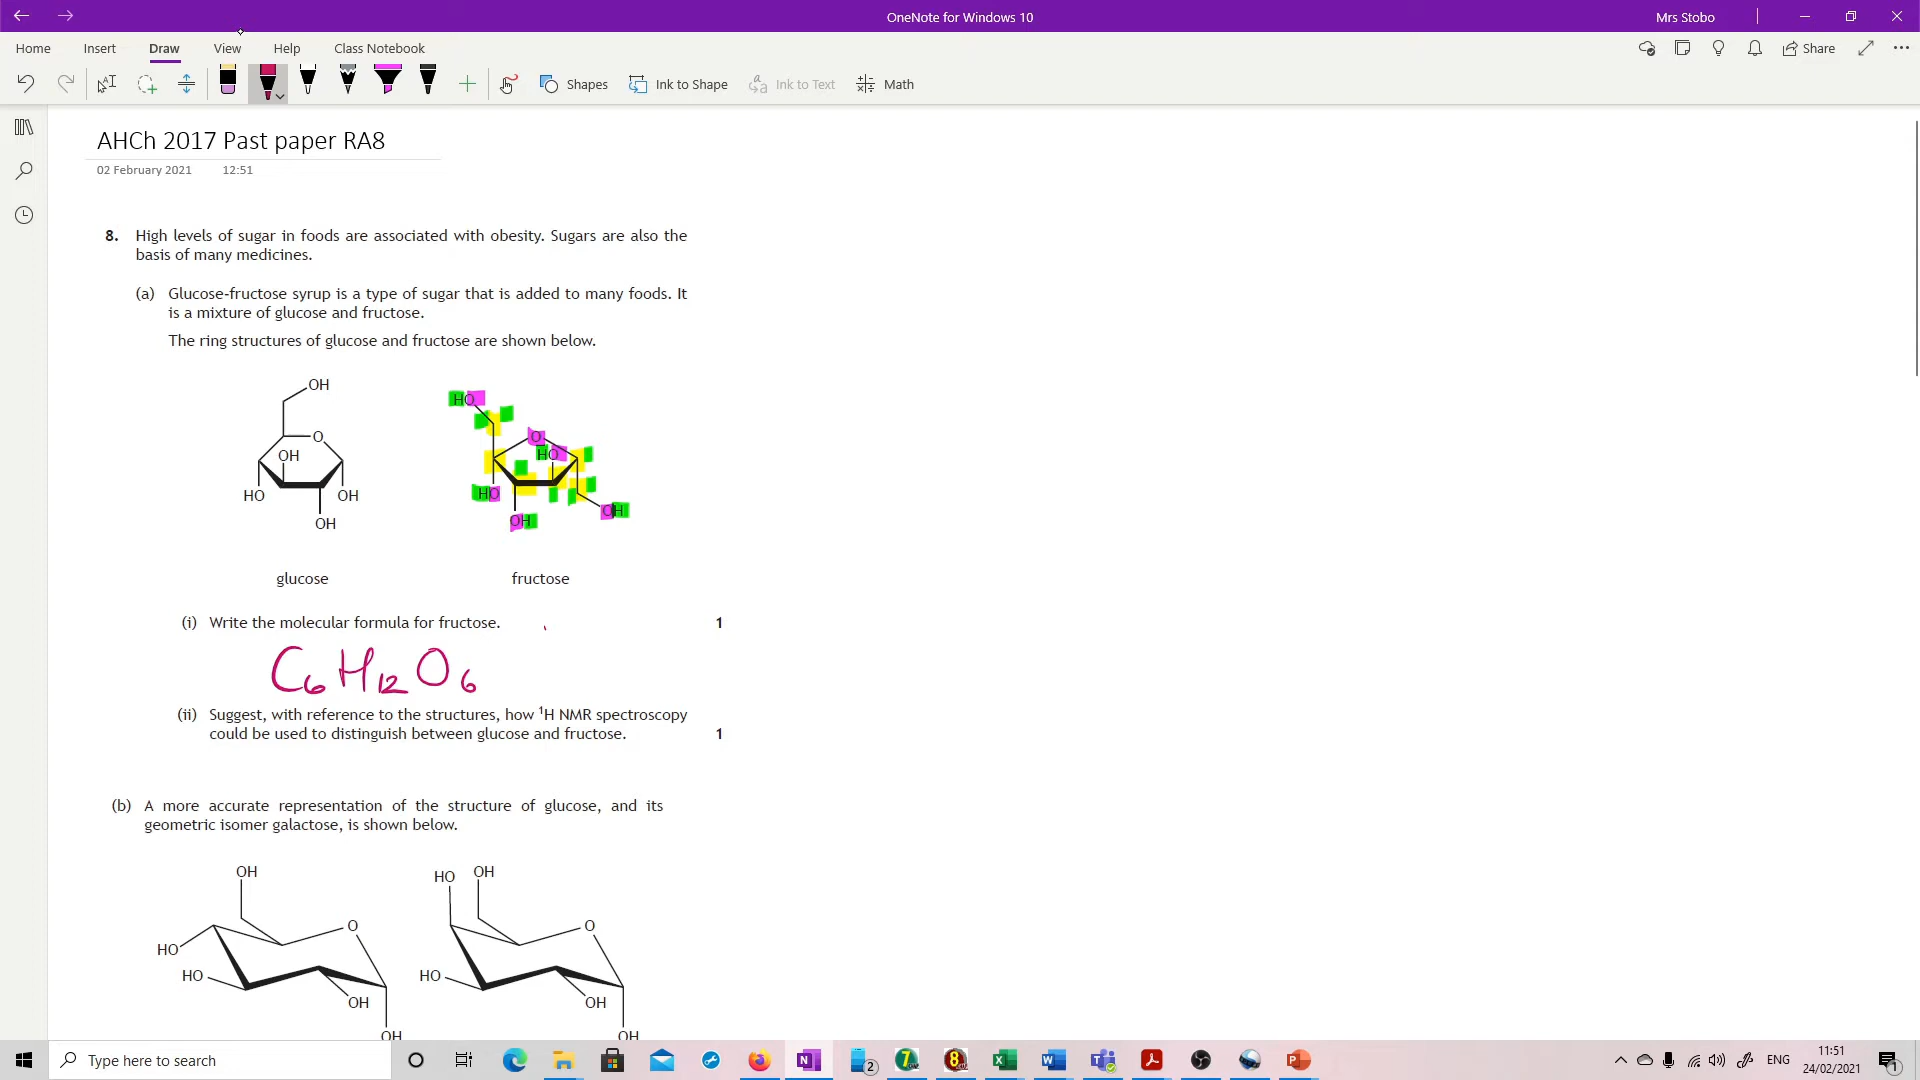 OneNote for Windows 10
Mrs Stobo
Home Insert Draw View Help Class Notebook
Share
Shapes Ink to Shape Ink to Text Math
AHCh 2017 Past paper RA8
02 February 2021 12:51
8. High levels of sugar in foods are associated with obesity. Sugars are also the
basis of many medicines.
(a) Glucose-fructose syrup is a type of sugar that is added to many foods. It
is a mixture of glucose and fructose.
The ring structures of glucose and fructose are shown below.
OH
HO
O
O
OH
HO
HO
OH
HO
OH
OH
OH
glucose
fructose
(i) Write the molecular formula for fructose. 1
C6H12O6
(ii) Suggest, with reference to the structures, how ¹H NMR spectroscopy
could be used to distinguish between glucose and fructose. 1
(b) A more accurate representation of the structure of glucose, and its
geometric isomer galactose, is shown below.
OH
HO
OH
O
O
HO
HO
HO
OH
OH
OH
OH
Type here to search
2
7
8
ENG
11:51
24/02/2021
1